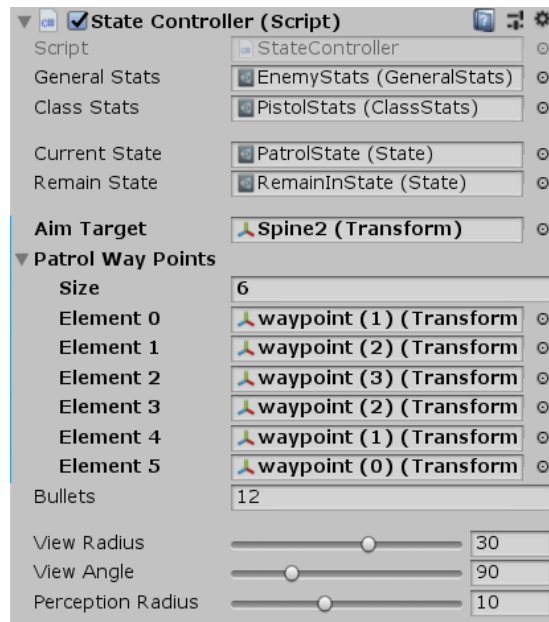 State Controller (Script)
Script StateController
General Stats EnemyStats (GeneralStats)
Class Stats PistolStats (ClassStats)
Current State PatrolState (State)
Remain State RemainInState (State)
Aim Target Spine2 (Transform)
Patrol Way Points
Size 6
Element 0 waypoint (1) (Transform
Element 1 waypoint (2) (Transform
Element 2 waypoint (3) (Transform
Element 3 waypoint (2) (Transform
Element 4 waypoint (1) (Transform
Element 5 waypoint (0) (Transform
Bullets 12
View Radius 30
View Angle 90
Perception Radius 10